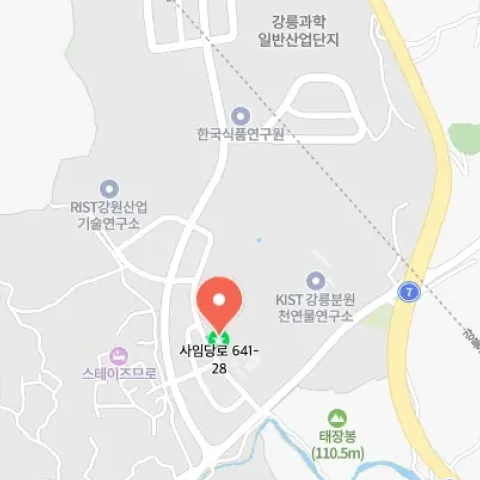 강릉과학
일반산업단지
한국식품연구원
RIST강원산업
기술연구소
KIST 강릉분원
천연물연구소
7
사임당로 641-
28
스테이즈므로
태장봉
(110.5m)